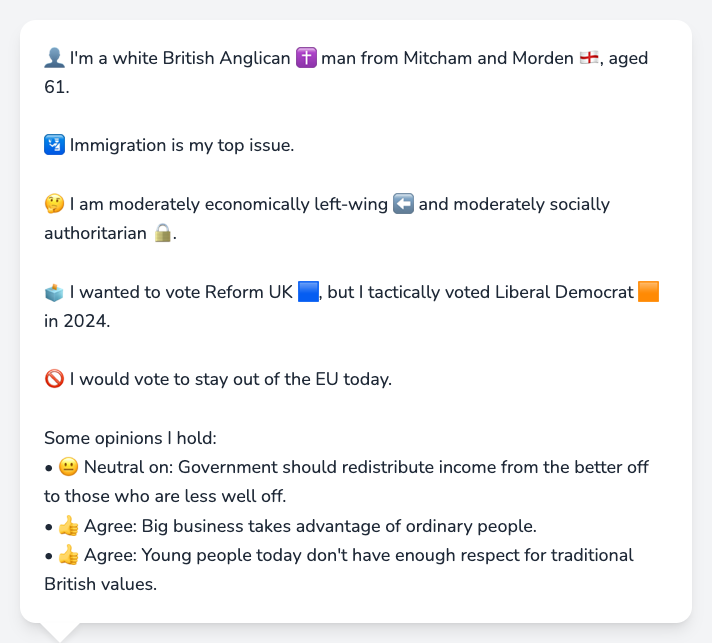 👤 I'm a white British Anglican ✝️ man from Mitcham and Morden 🏴󠁧󠁢󠁥󠁮󠁧󠁿, aged
61.
🛂 Immigration is my top issue.
🤔 I am moderately economically left-wing ⬅️ and moderately socially
authoritarian 🔒.
🗳️ I wanted to vote Reform UK 🟦, but I tactically voted Liberal Democrat 🟧
in 2024.
🚫 I would vote to stay out of the EU today.
Some opinions I hold:
• 😐 Neutral on: Government should redistribute income from the better off
to those who are less well off.
• 👍 Agree: Big business takes advantage of ordinary people.
• 👍 Agree: Young people today don't have enough respect for traditional
British values.